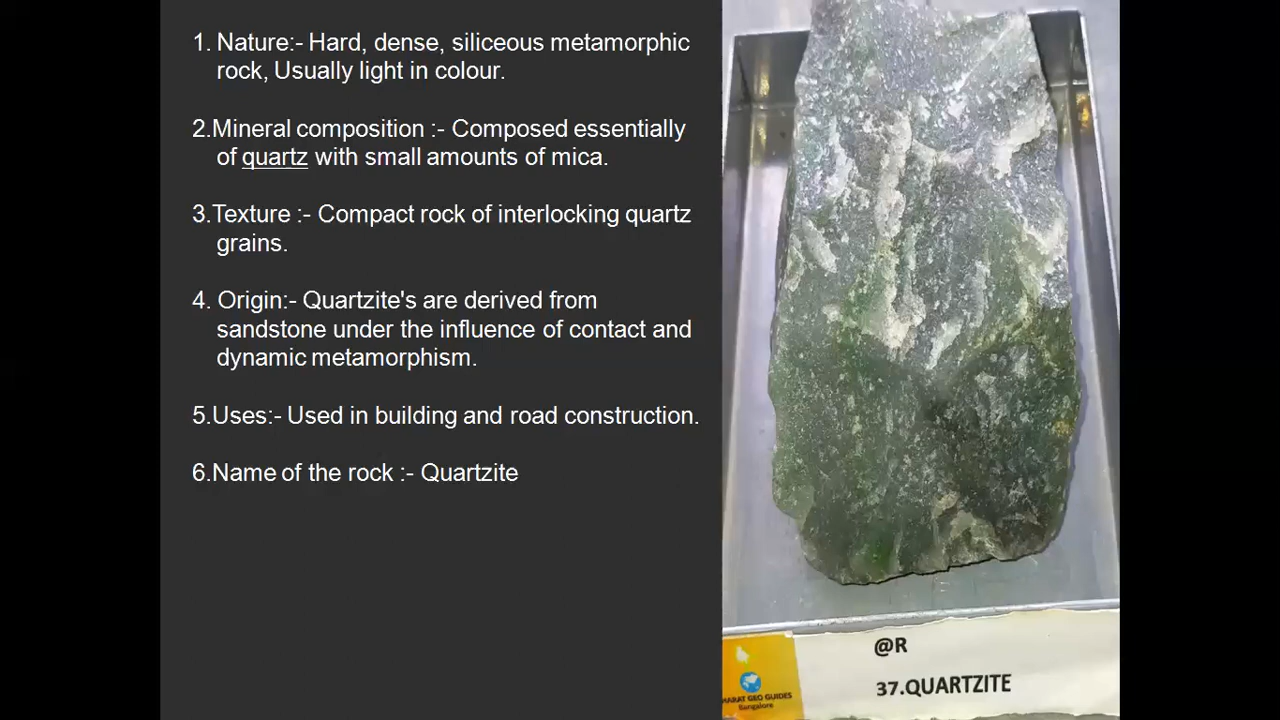 1. Nature:- Hard, dense, siliceous metamorphic
rock, Usually light in colour.
2.Mineral composition :- Composed essentially
of quartz with small amounts of mica.
3.Texture :- Compact rock of interlocking quartz
grains.
4. Origin:- Quartzite's are derived from
sandstone under the influence of contact and
dynamic metamorphism.
5.Uses:- Used in building and road construction.
6.Name of the rock :- Quartzite
@R
37.QUARTZITE
GEO GUIDES
Bangalore